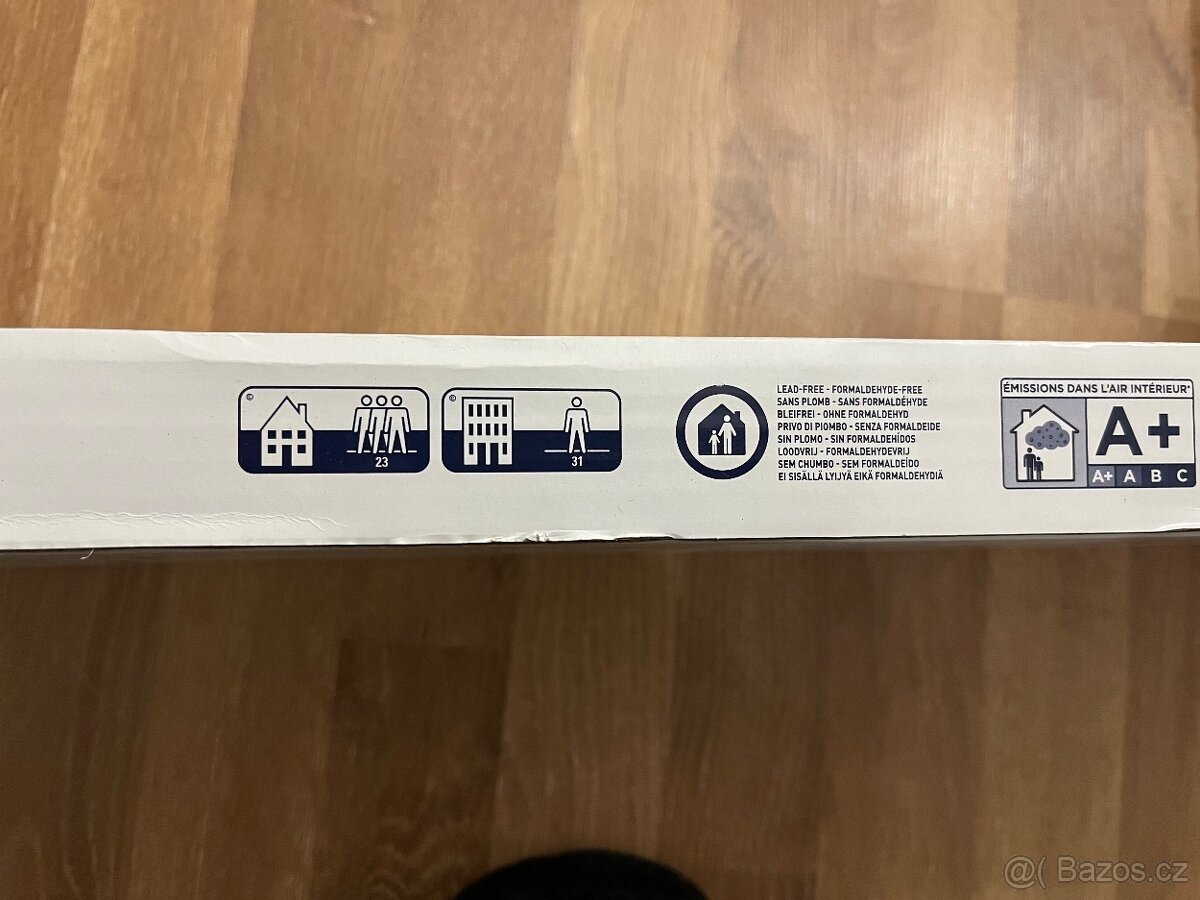 ©
23
©
31
LEAD-FREE - FORMALDEHYDE-FREE
SANS PLOMB - SANS FORMALDÉHYDE
BLEIFREI - OHNE FORMALDEHYD
PRIVO DI PIOMBO - SENZA FORMALDEIDE
SIN PLOMO - SIN FORMALDEHÍDOS
LOODVRIJ - FORMALDEHYDEVRIJ
SEM CHUMBO - SEM FORMALDEÍDO
EI SISÄLLÄ LYIJYÄ EIKÄ FORMALDEHYDIÄ
ÉMISSIONS DANS L'AIR INTÉRIEUR*
A+
A+ A B C
@( Bazos.cz